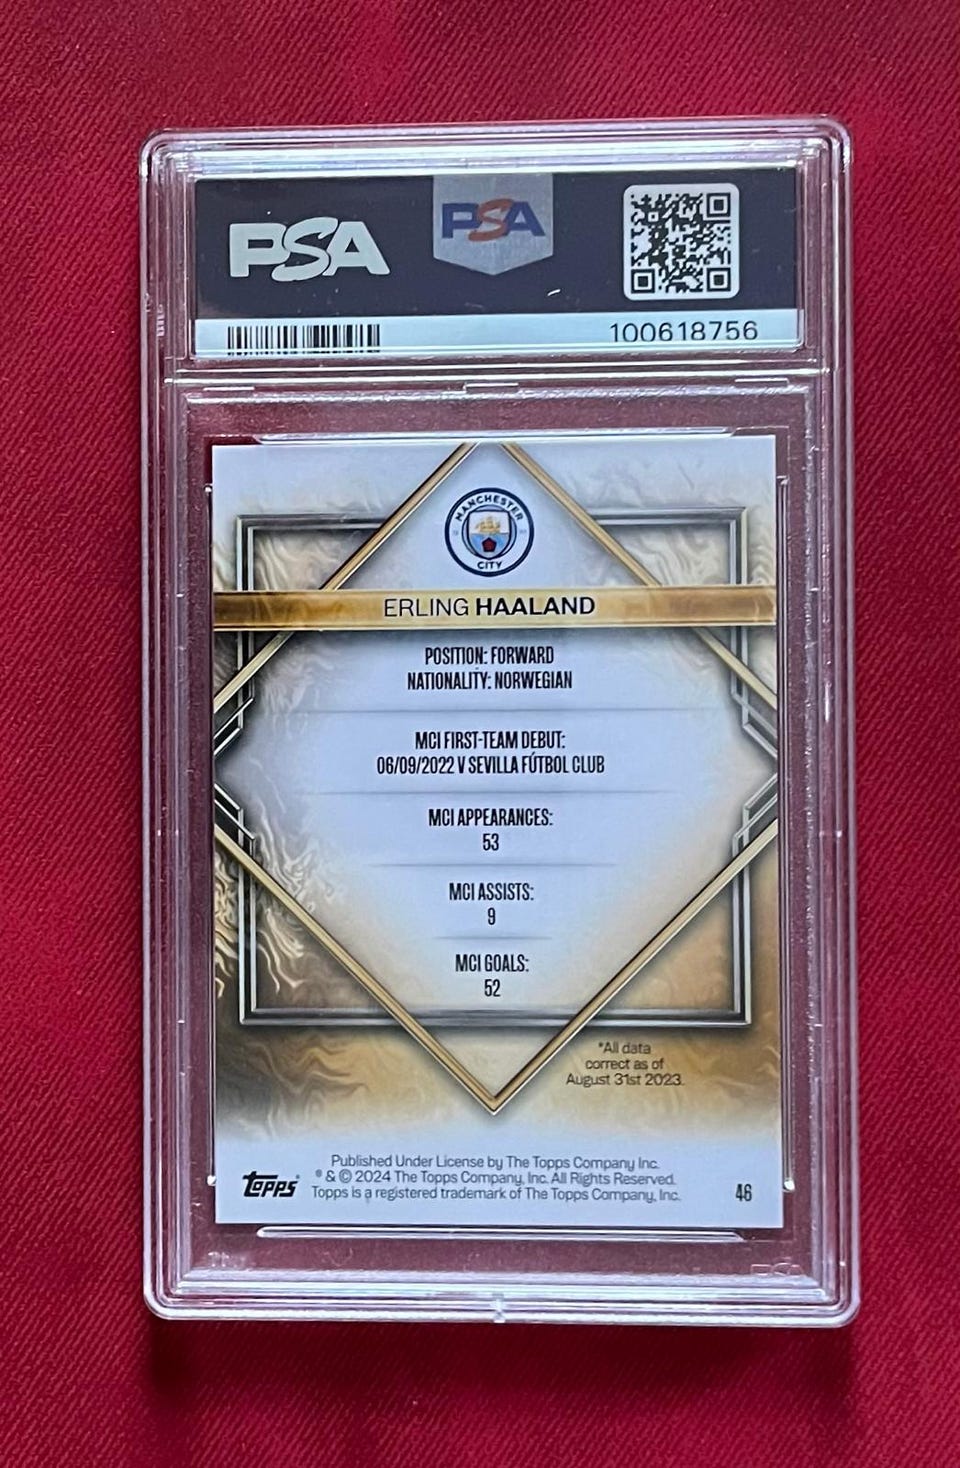 PSA
PSA
100618756
MANCHESTER
CITY
ERLING HAALAND
POSITION: FORWARD
NATIONALITY: NORWEGIAN
MCI FIRST-TEAM DEBUT:
06/09/2022 V SEVILLA FÚTBOL CLUB
MCI APPEARANCES:
53
MCI ASSISTS:
9
MCI GOALS:
52
*All data
correct as of
August 31st 2023.
Published Under License by The Topps Company Inc.
® & © 2024 The Topps Company, Inc. All Rights Reserved.
Topps is a registered trademark of The Topps Company, Inc.
TOPPS®
46
PSA